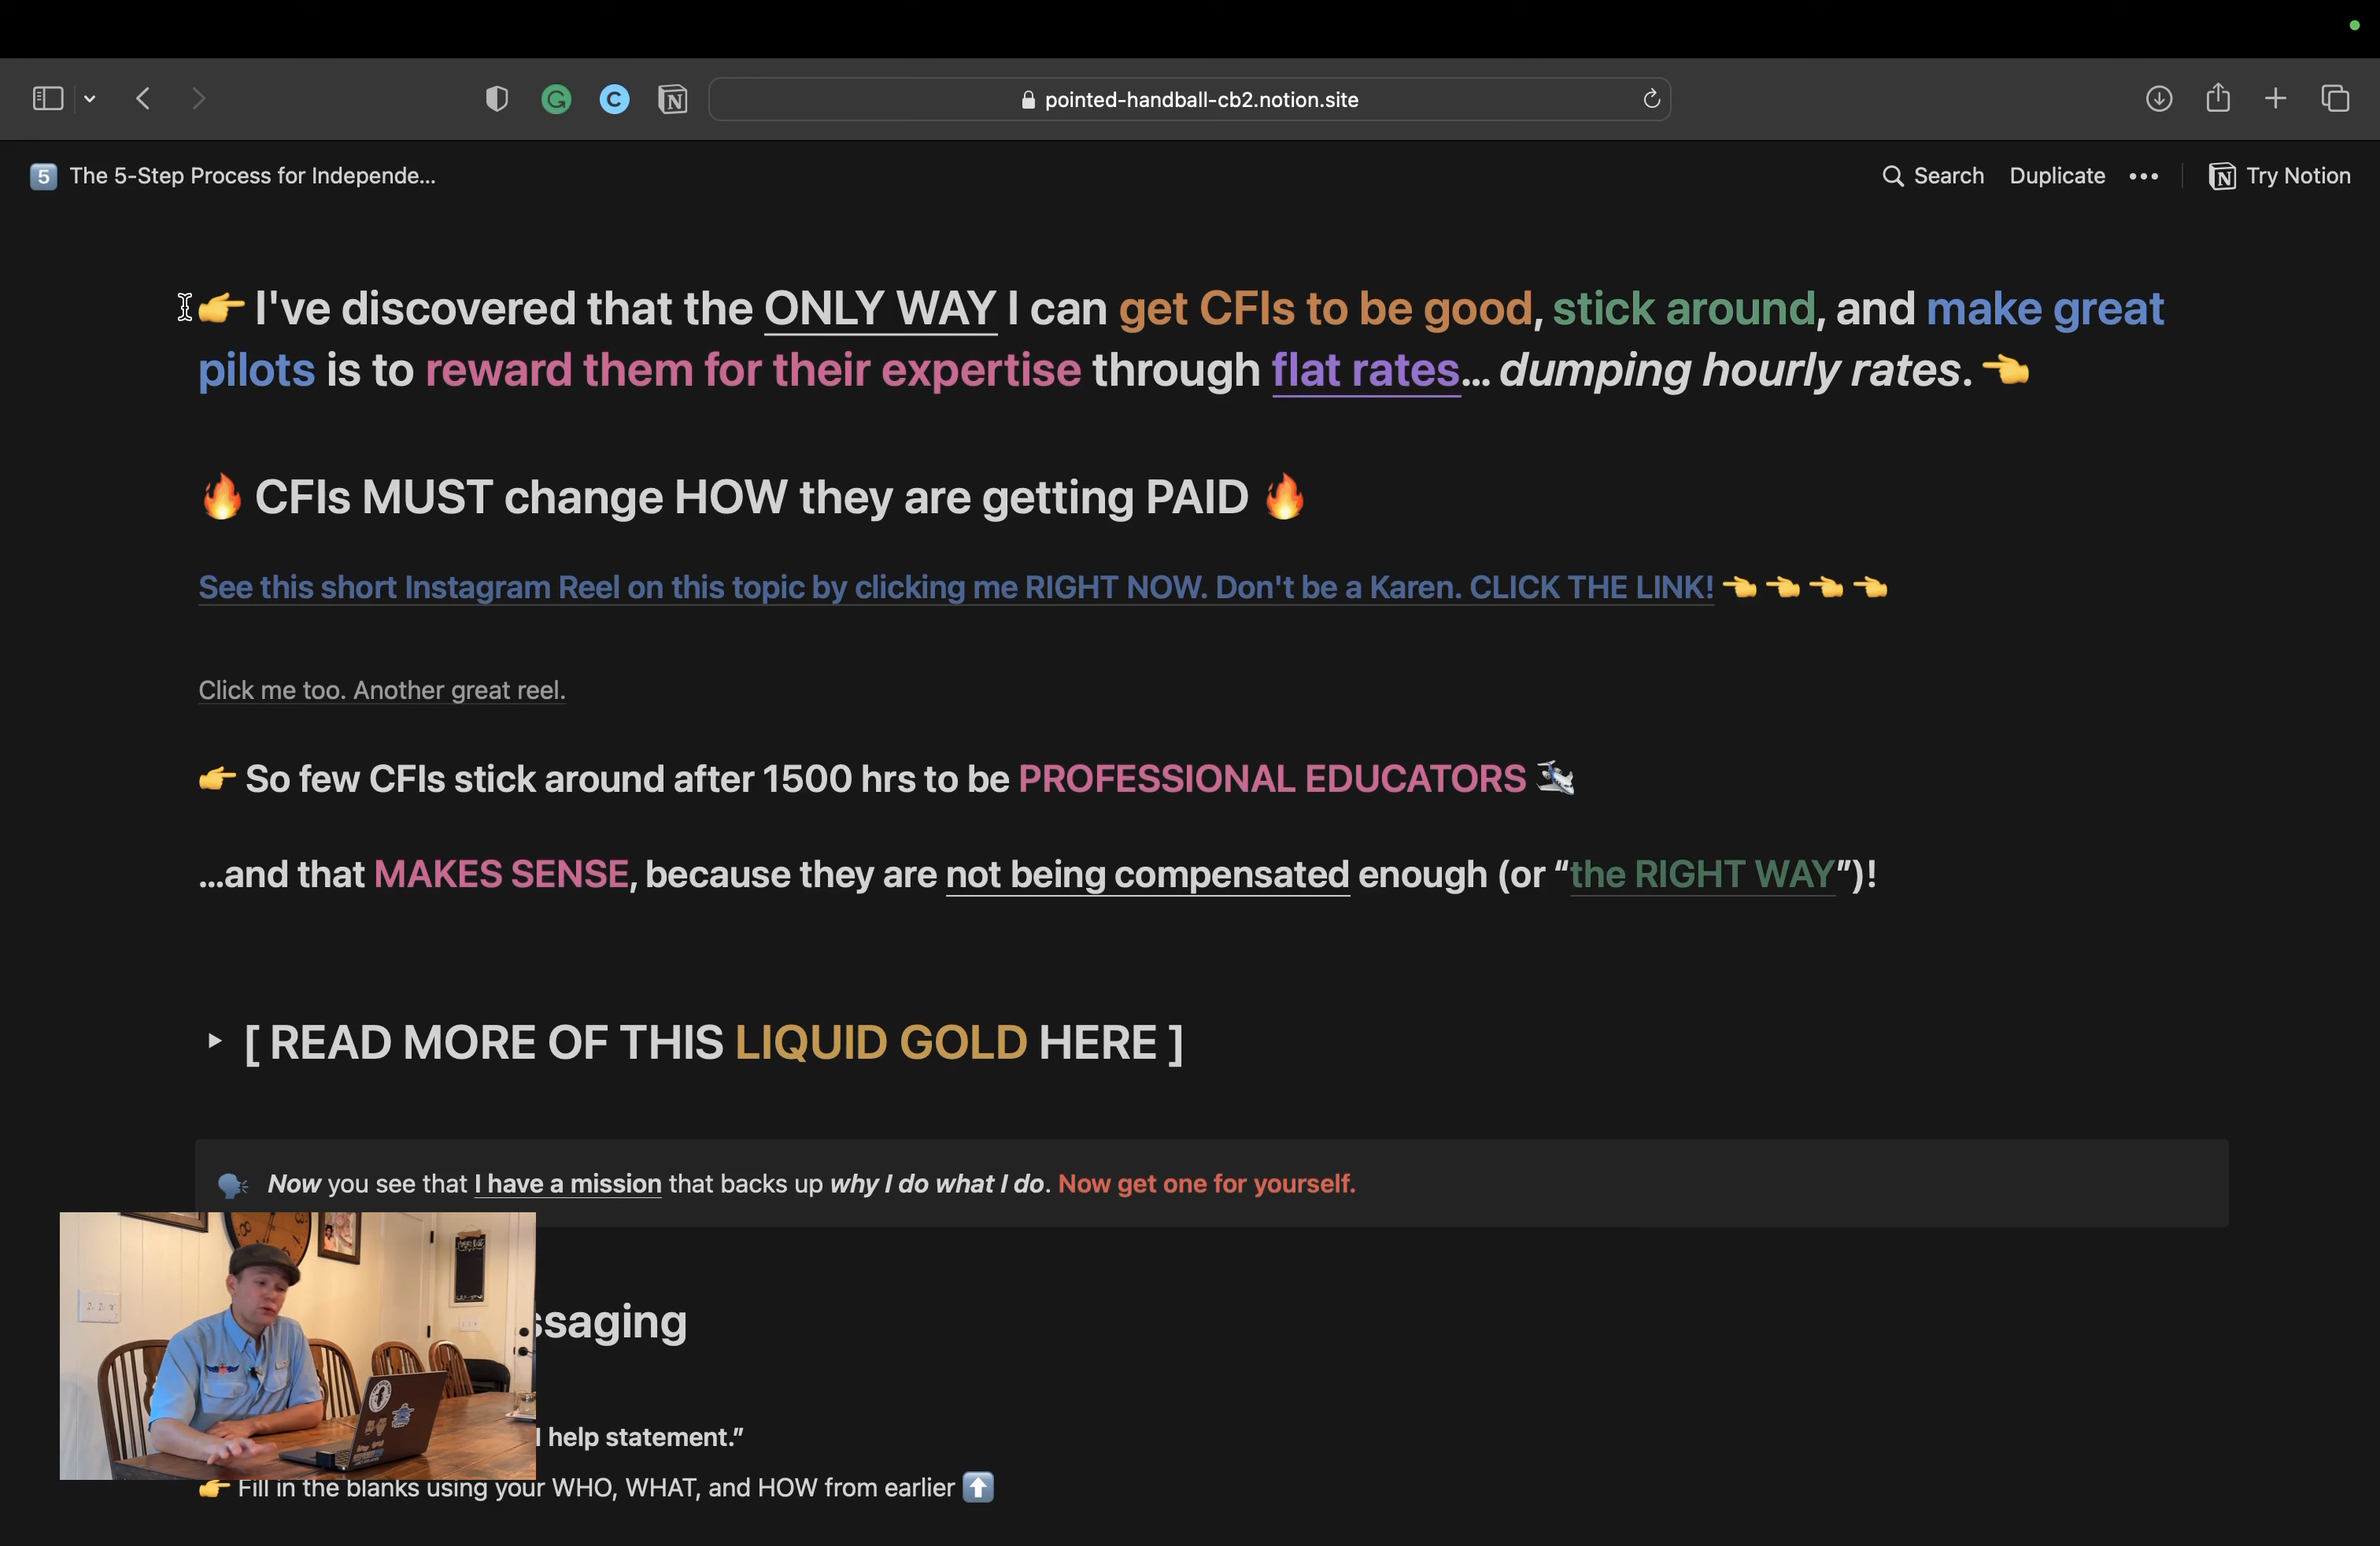 pointed-handball-cb2.notion.site
5 The 5-Step Process for Independe...
Search Duplicate ••• Try Notion
👉 I've discovered that the ONLY WAY I can get CFIs to be good, stick around, and make great
pilots is to reward them for their expertise through flat rates... dumping hourly rates. 👈
🔥 CFIs MUST change HOW they are getting PAID 🔥
See this short Instagram Reel on this topic by clicking me RIGHT NOW. Don't be a Karen. CLICK THE LINK! 👈 👈 👈 👈
Click me too. Another great reel.
👉 So few CFIs stick around after 1500 hrs to be PROFESSIONAL EDUCATORS 🛩
...and that MAKES SENSE, because they are not being compensated enough (or “the RIGHT WAY”)!
[ READ MORE OF THIS LIQUID GOLD HERE ]
🗣 Now you see that I have a mission that backs up why I do what I do. Now get one for yourself.
ssaging
I help statement.”
👉 Fill in the blanks using your WHO, WHAT, and HOW from earlier ⬆️